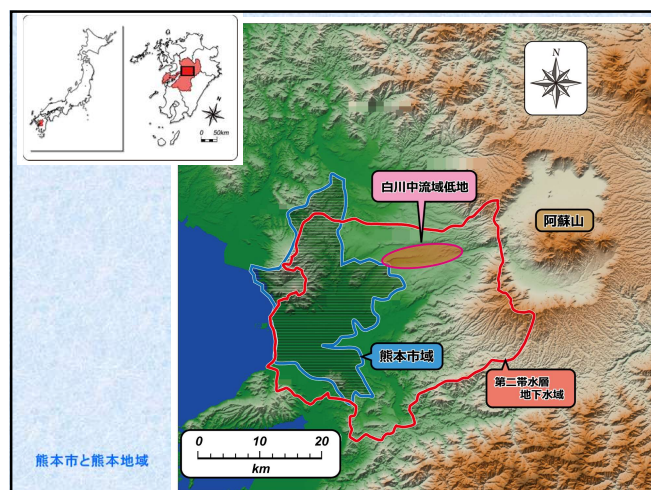 N
0 50km
N
白川中流域低地
阿蘇山
熊本市域
第二帯水層
地下水域
0 10 20
km
熊本市と熊本地域